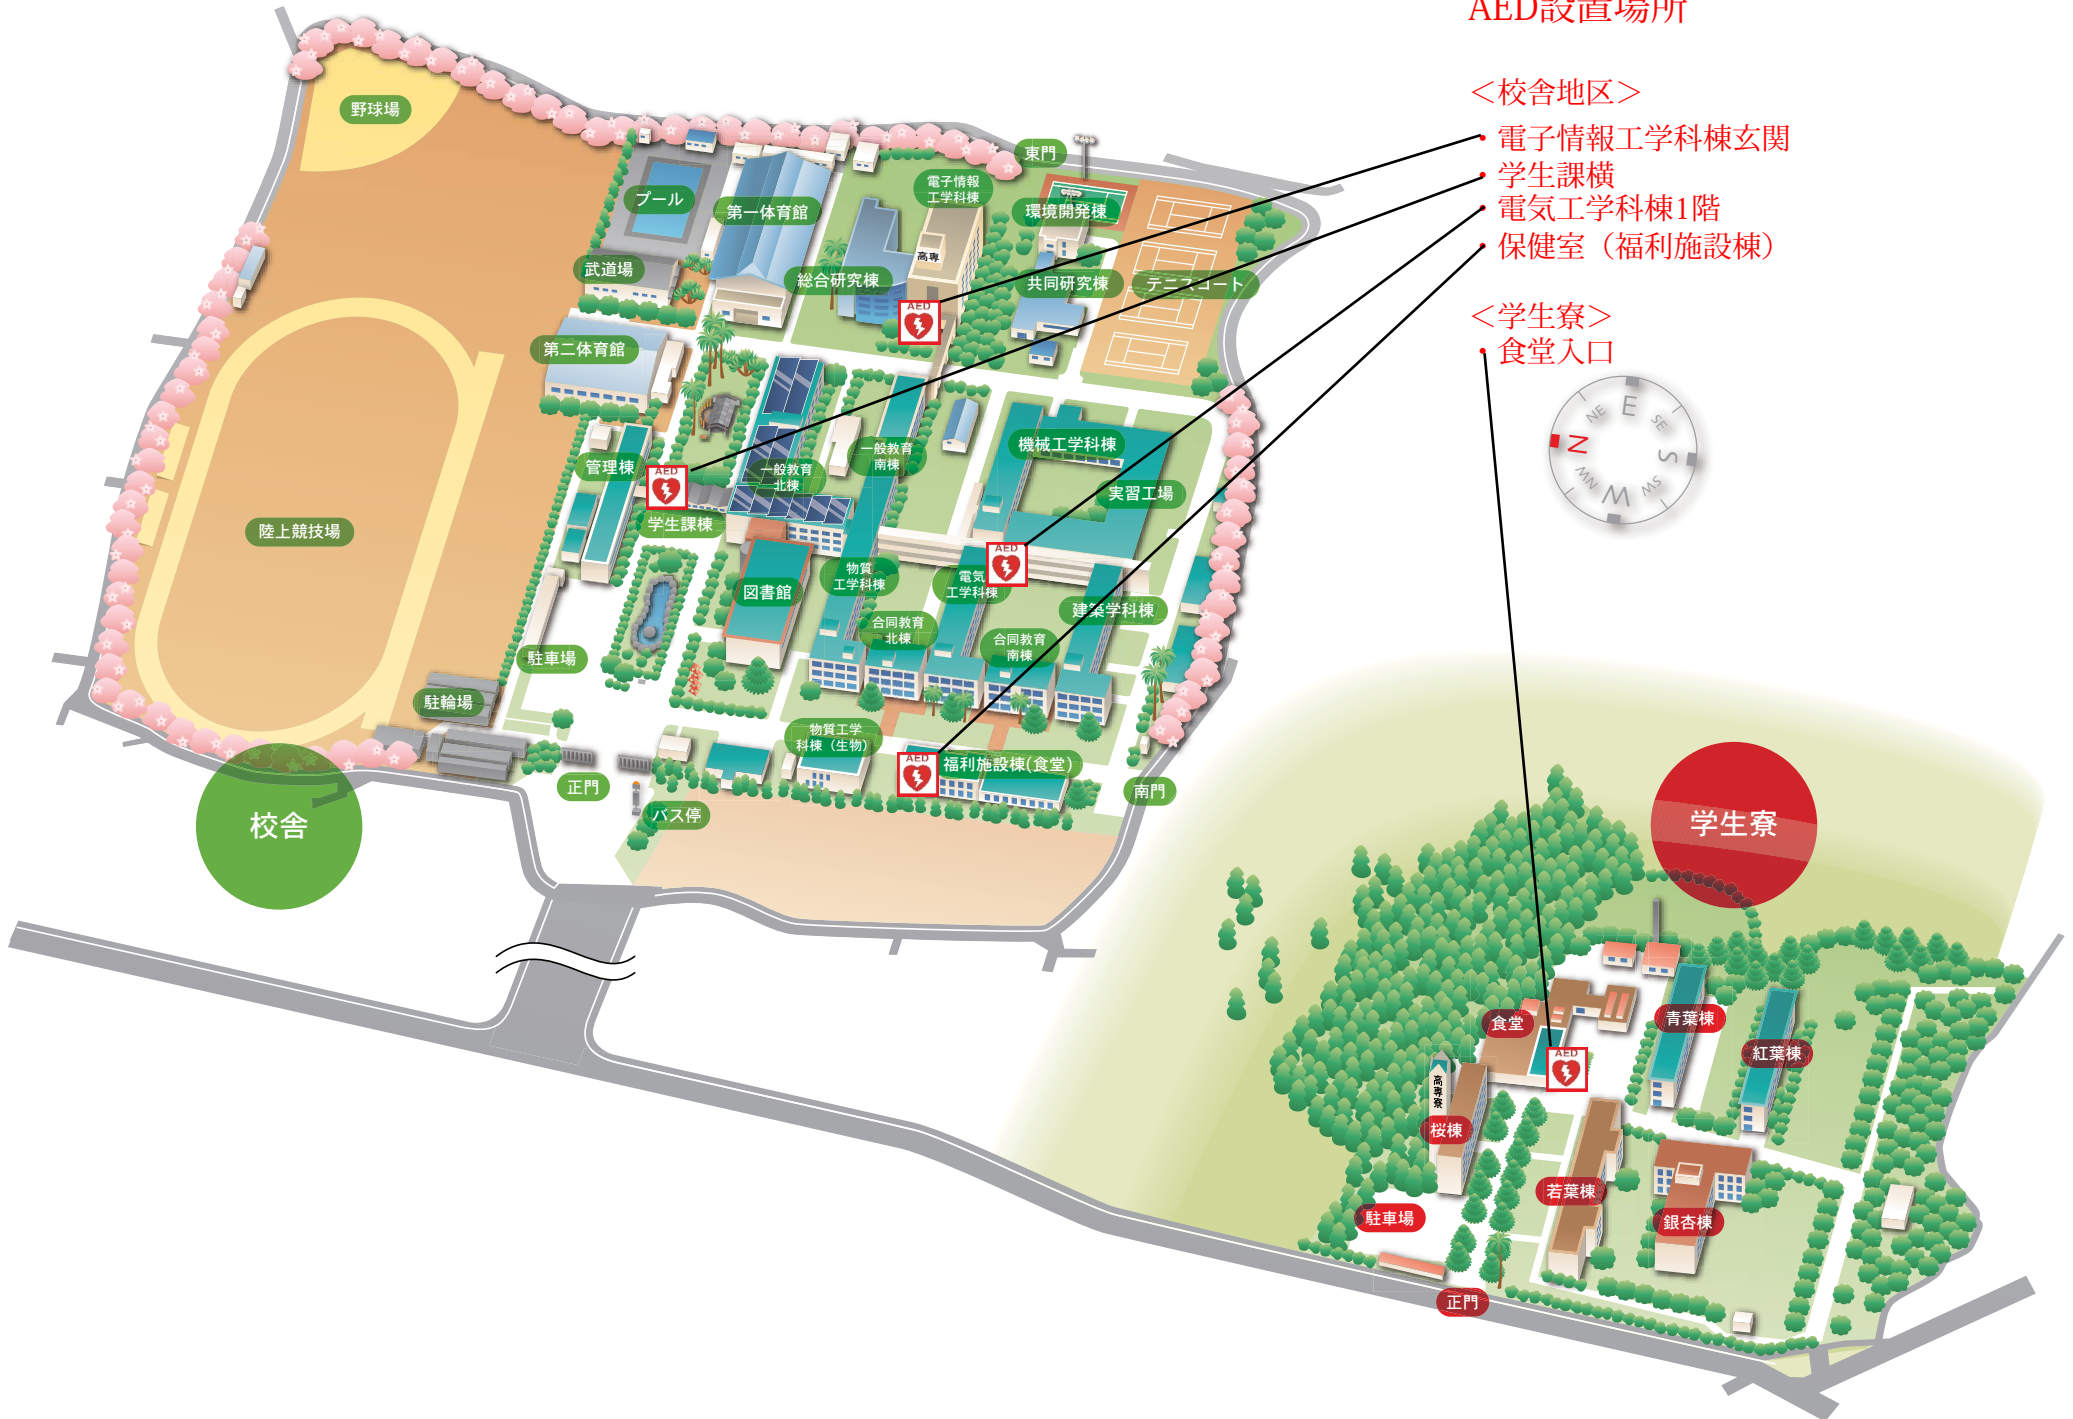 AED設置場所
＜校舎地区＞
・電子情報工学科棟玄関
・学生課横
・電気工学科棟1階
・保健室（福利施設棟）
＜学生寮＞
・食堂入口
野球場
東門
プール
第一体育館
電子情報
工学科棟
環境開発棟
高専
武道場
総合研究棟
共同研究棟
テニスコート
AED
第二体育館
管理棟
AED
学生課棟
一般教育
北棟
一般教育
南棟
機械工学科棟
実習工場
陸上競技場
図書館
物質
工学科棟
電気
工学科棟
AED
建築学科棟
合同教育
北棟
合同教育
南棟
駐車場
駐輪場
物質工学
科棟（生物）
AED
福利施設棟(食堂)
正門
バス停
南門
校舎
N
NE
E
SE
S
SW
W
NW
学生寮
食堂
青葉棟
紅葉棟
AED
高専寮
桜棟
若葉棟
銀杏棟
駐車場
正門